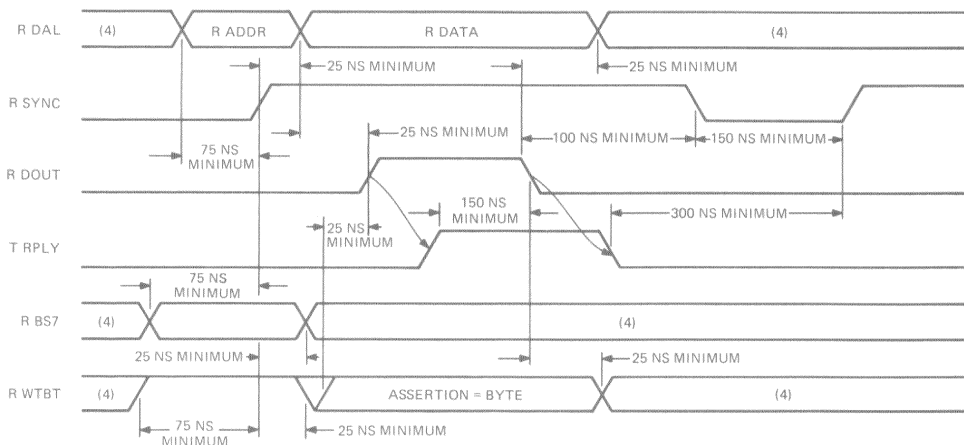 R DAL (4) R ADDR R DATA (4)
25 NS MINIMUM 25 NS MINIMUM
R SYNC
25 NS MINIMUM
75 NS
MINIMUM
100 NS MINIMUM 150 NS MINIMUM
R DOUT
150 NS
MINIMUM
300 NS MINIMUM
25 NS
MINIMUM
T RPLY
75 NS
MINIMUM
R BS7 (4) (4)
25 NS MINIMUM 25 NS MINIMUM
R WTBT (4) ASSERTION = BYTE (4)
75 NS
MINIMUM
25 NS MINIMUM